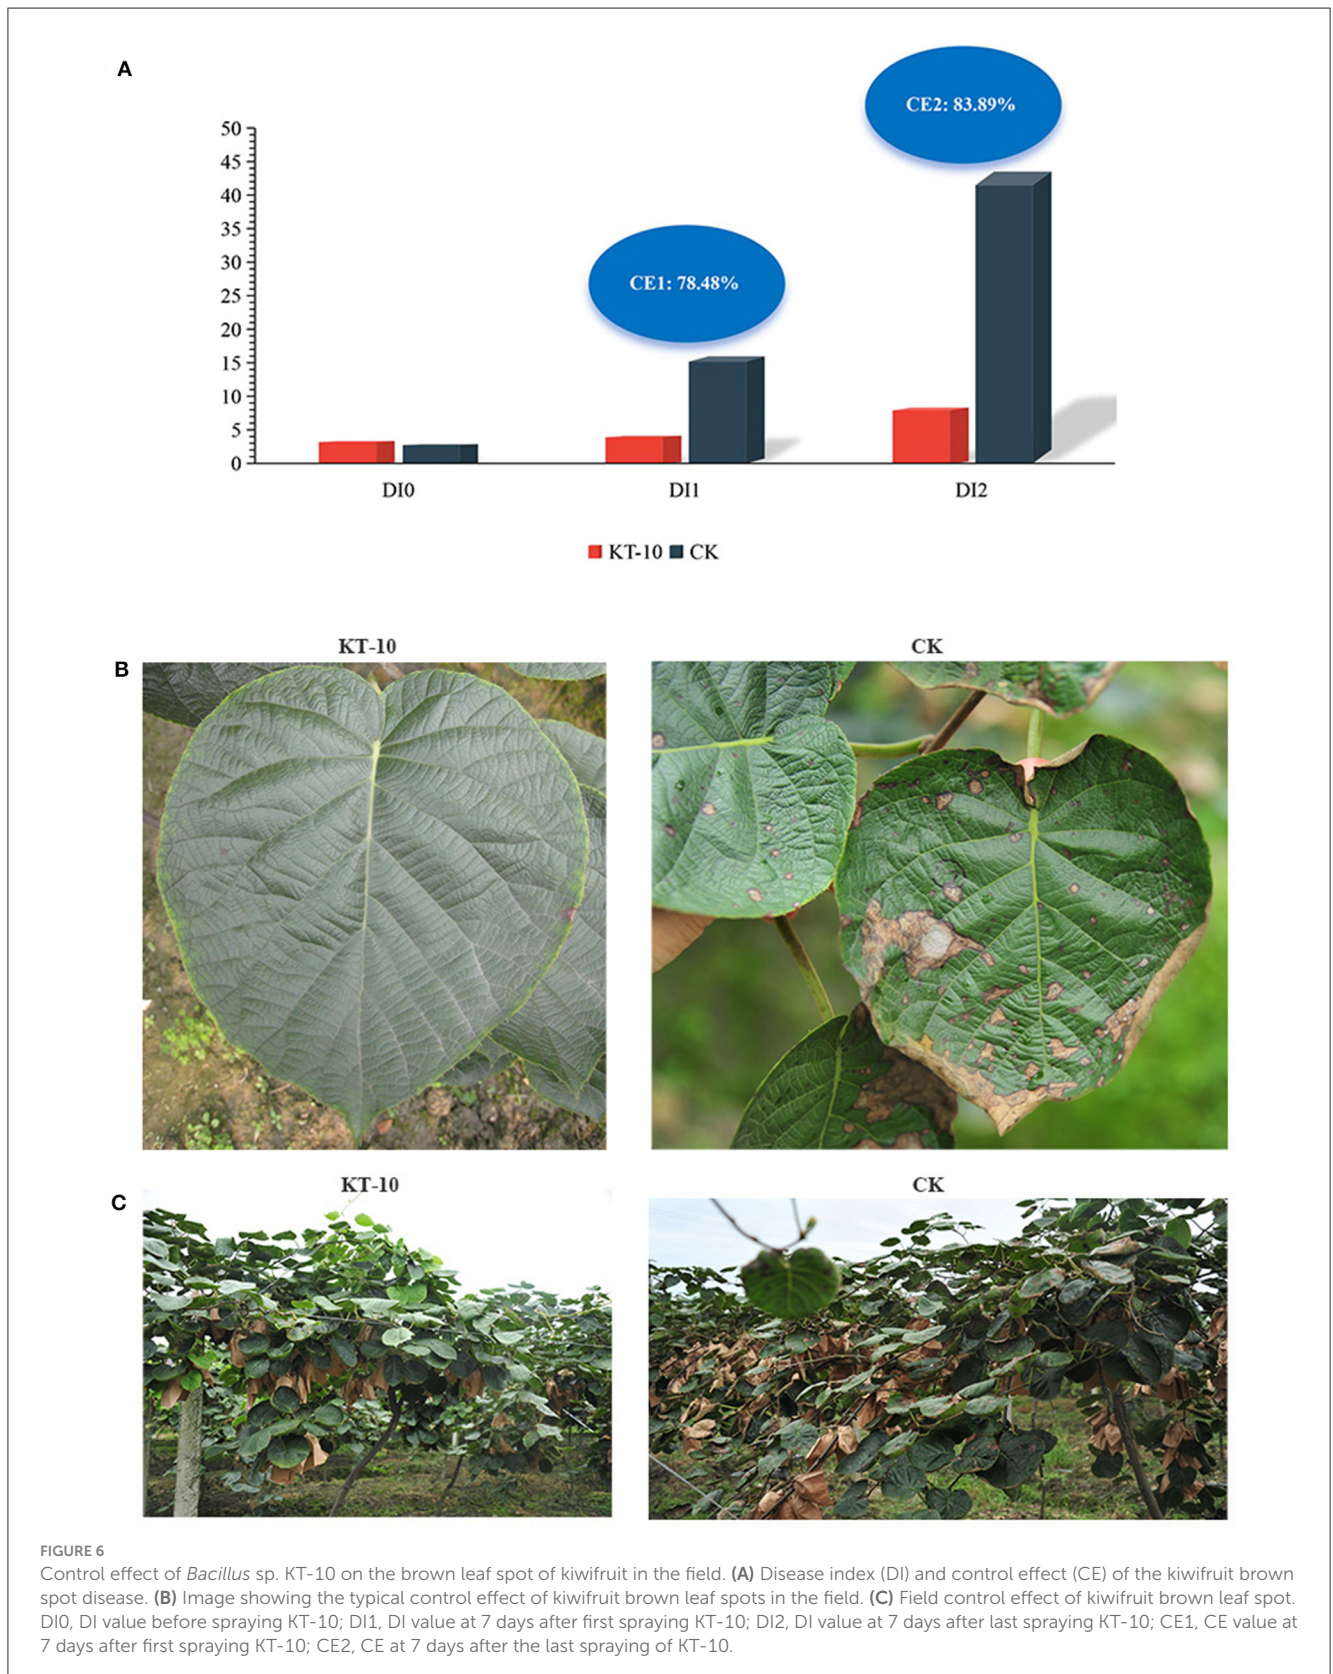 A
CE2: 83.89%
CE1: 78.48%
50
45
40
35
30
25
20
15
10
5
0
DI0 DI1 DI2
KT-10 CK
KT-10 CK
B
KT-10 CK
C
FIGURE 6
Control effect of Bacillus sp. KT-10 on the brown leaf spot of kiwifruit in the field. (A) Disease index (DI) and control effect (CE) of the kiwifruit brown
spot disease. (B) Image showing the typical control effect of kiwifruit brown leaf spots in the field. (C) Field control effect of kiwifruit brown leaf spot.
DI0, DI value before spraying KT-10; DI1, DI value at 7 days after first spraying KT-10; DI2, DI value at 7 days after last spraying KT-10; CE1, CE value at
7 days after first spraying KT-10; CE2, CE at 7 days after the last spraying of KT-10.